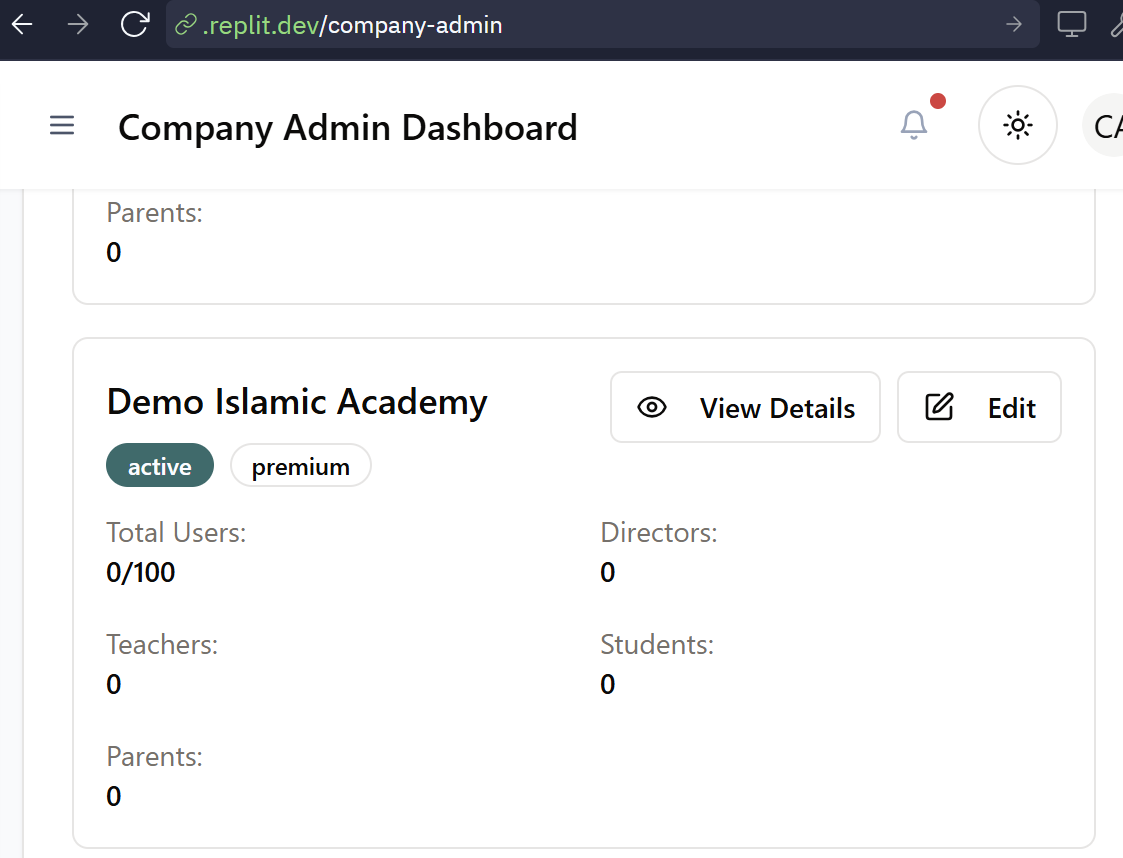 .replit.dev/company-admin
Company Admin Dashboard
Parents:
0
Demo Islamic Academy
View Details
Edit
active
premium
Total Users:
0/100
Directors:
0
Teachers:
0
Students:
0
Parents:
0